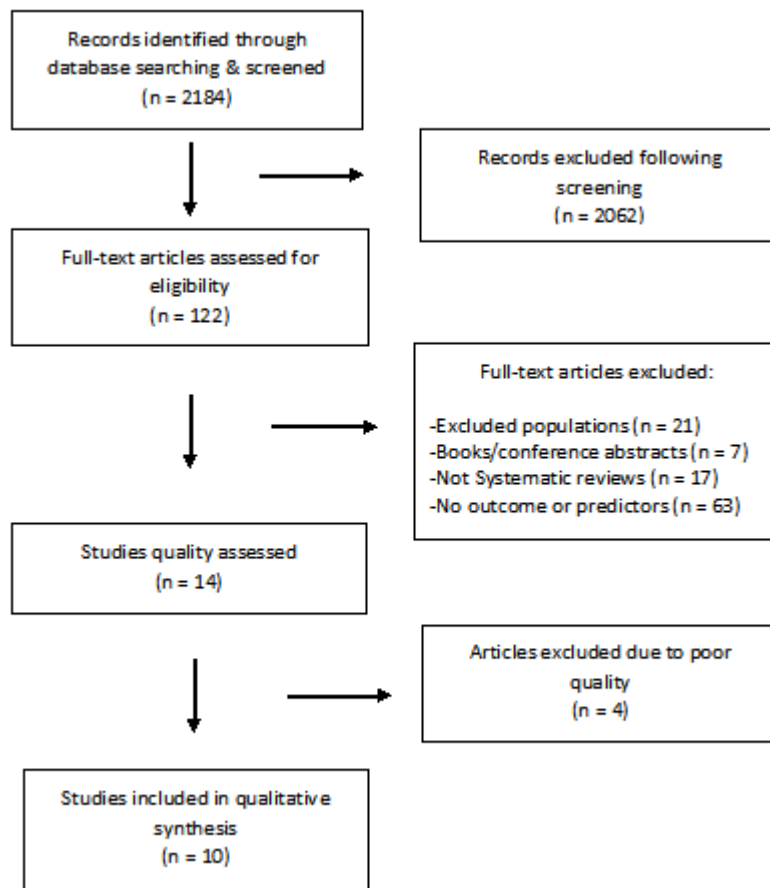 Records identified through
database searching & screened
(n = 2184)
Records excluded following
screening
(n = 2062)
Full-text articles assessed for
eligibility
(n = 122)
Full-text articles excluded:
-Excluded populations (n = 21)
-Books/conference abstracts (n = 7)
-Not Systematic reviews (n = 17)
-No outcome or predictors (n = 63)
Studies quality assessed
(n = 14)
Articles excluded due to poor
quality
(n = 4)
Studies included in qualitative
synthesis
(n = 10)